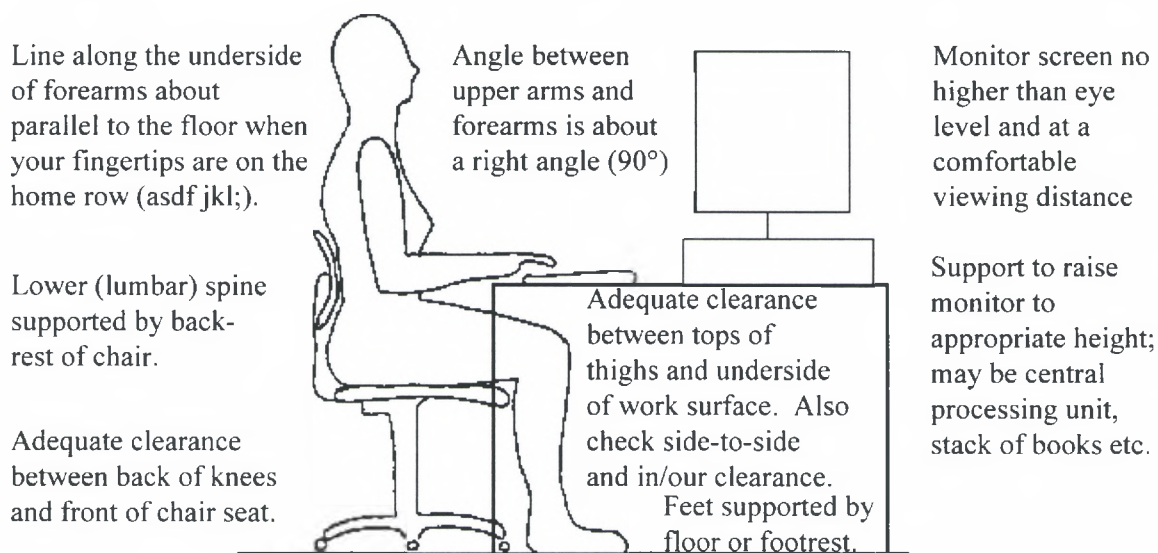 Line along the underside
of forearms about
parallel to the floor when
your fingertips are on the
home row (asdf jkl;).
Lower (lumbar) spine
supported by back-
rest of chair.
Adequate clearance
between back of knees
and front of chair seat.
Angle between
upper arms and
forearms is about
a right angle (90°)
Adequate clearance
between tops of
thighs and underside
of work surface. Also
check side-to-side
and in/our clearance.
Feet supported by
floor or footrest.
Monitor screen no
higher than eye
level and at a
comfortable
viewing distance
Support to raise
monitor to
appropriate height;
may be central
processing unit,
stack of books etc.